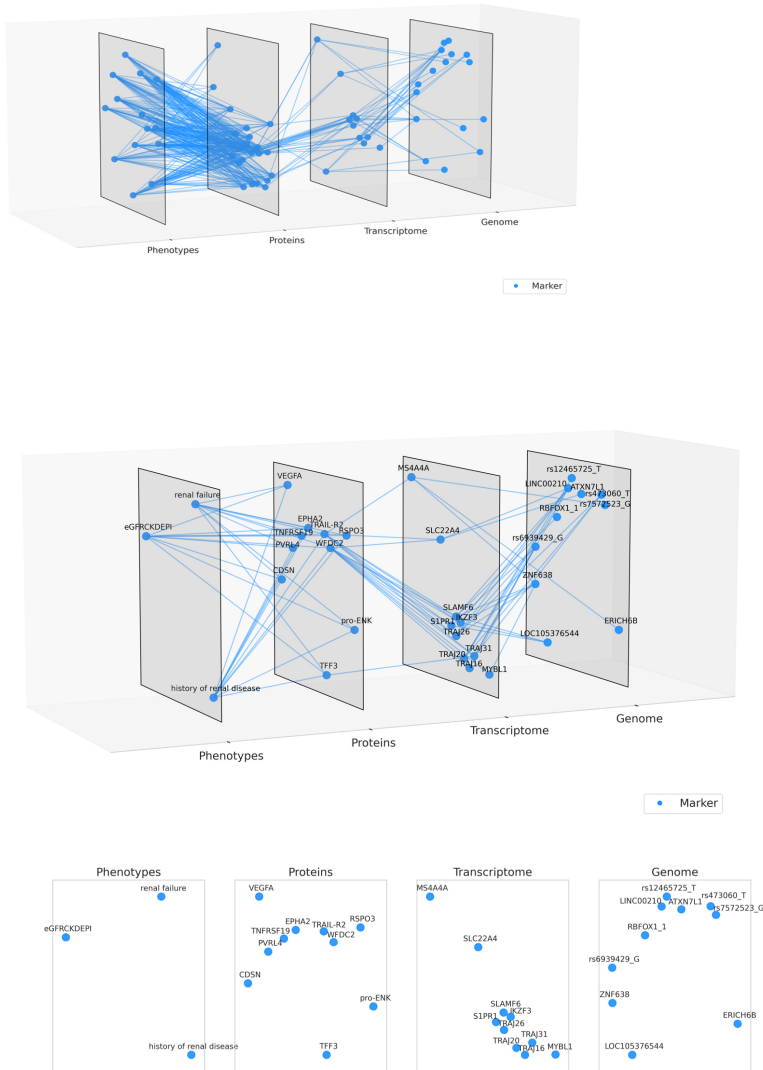 Phenotypes
Proteins
Transcriptome
Genome
Marker
rs12465725_T
MS4A4A
VEGFA
LINC00210
ATXN7L1
rs473060_T
renal failure
rs7572523_G
RBFOX1_1
EPHA2
eGFRCKDEPI
TRAIL-R2
TNFRSF19
RSPO3
SLC22A4
PVRL4
WFDC2
rs6939429_G
CDSN
ZNF638
SLAMF6
IKZF3
S1PR1
pro-ENK
TRAJ26
ERICH6B
LOC105376544
TRAJ31
TRAJ20
TRAJ16
TFF3
MYBL1
history of renal disease
Genome
Transcriptome
Proteins
Phenotypes
Marker
Phenotypes
renal failure
eGFRCKDEPI
history of renal disease
Proteins
VEGFA
RSPO3
EPHA2
TRAIL-R2
TNFRSF19
WFDC2
PVRL4
CDSN
pro-ENK
TFF3
Transcriptome
MS4A4A
SLC22A4
SLAMF6
IKZF3
S1PR1
TRAJ26
TRAJ31
TRAJ20
TRAJ16
MYBL1
Genome
rs12465725_T
rs473060_T
LINC00210
ATXN7L1
rs7572523_G
RBFOX1_1
rs6939429_G
ZNF638
ERICH6B
LOC105376544